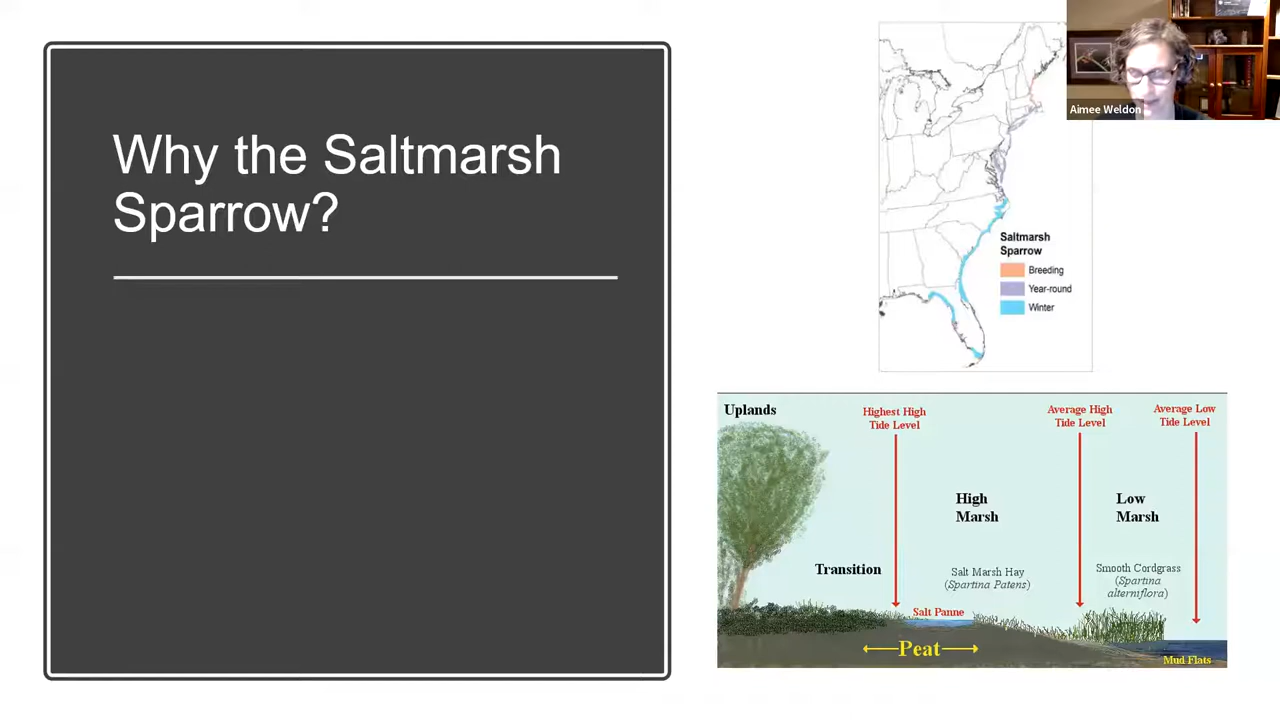 Why the Saltmarsh
Sparrow?
Aimee Weldon
Saltmarsh
Sparrow
Breeding
Year-round
Winter
Uplands
Highest High
Tide Level
Average High
Tide Level
Average Low
Tide Level
High
Marsh
Low
Marsh
Transition
Salt Marsh Hay
(Spartina Patens)
Smooth Cordgrass
(Spartina
alterniflora)
Salt Panne
Peat
Mud Flats